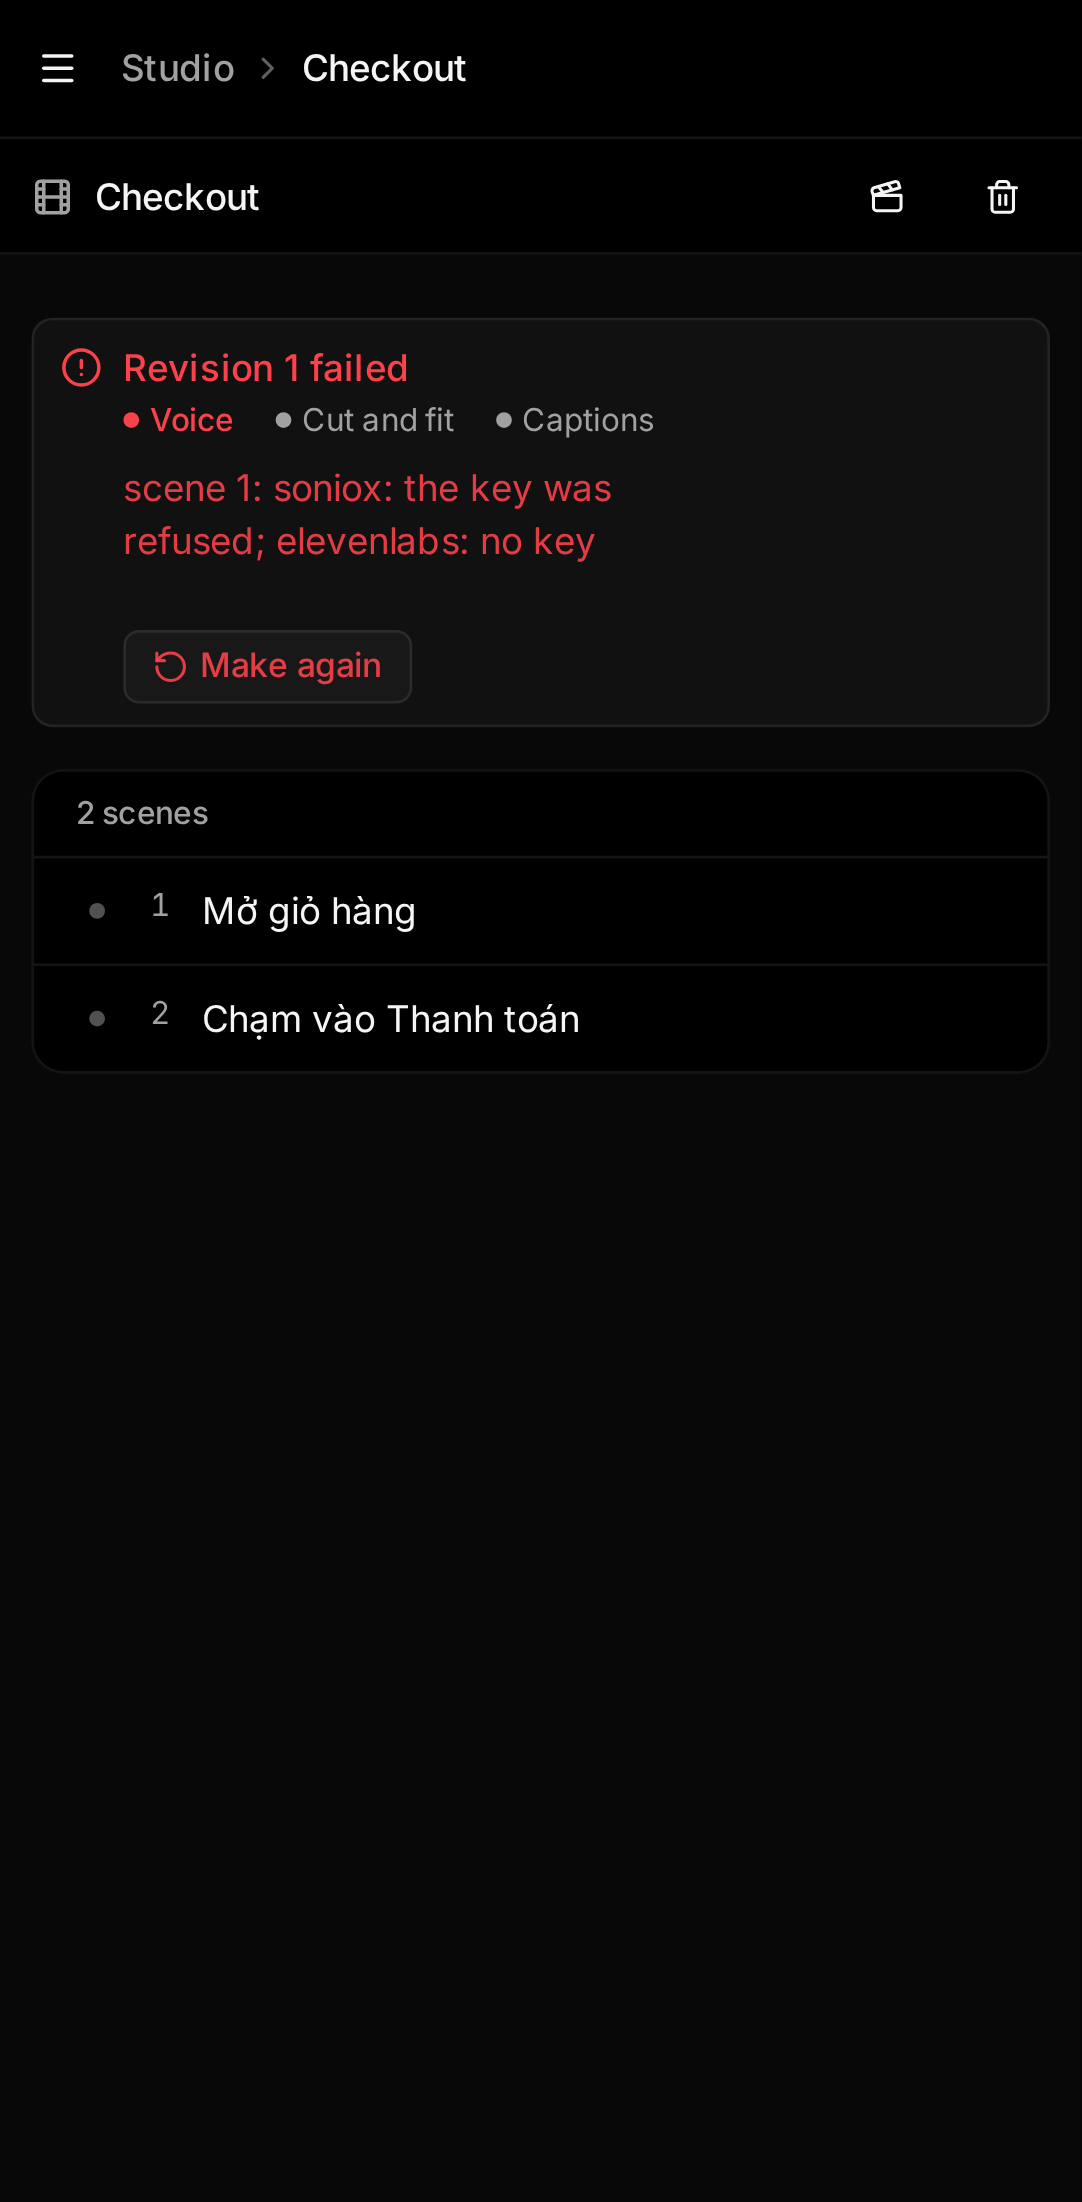 Studio > Checkout
Checkout
Revision 1 failed
Voice Cut and fit Captions
scene 1: soniox: the key was
refused; elevenlabs: no key
Make again
2 scenes
1 Mở giỏ hàng
2 Chạm vào Thanh toán